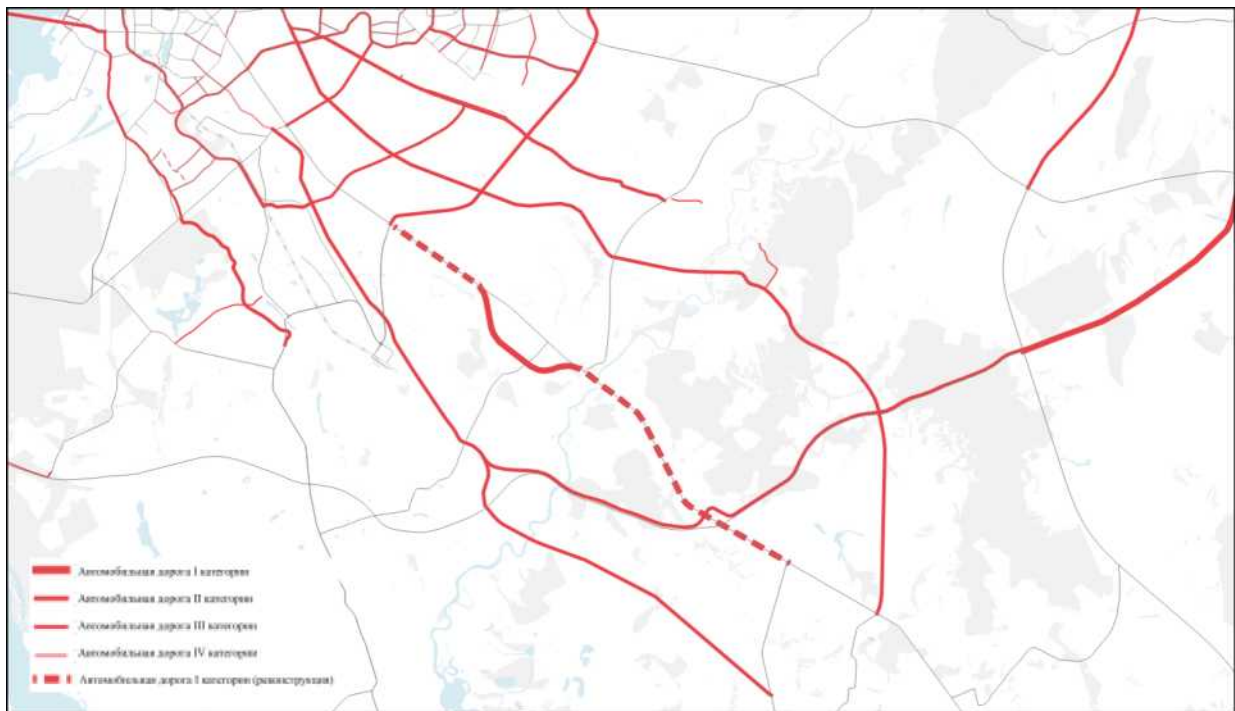 Автомобильная дорога I категории
Автомобильная дорога II категории
Автомобильная дорога III категории
Автомобильная дорога IV категории
Автомобильная дорога I категории (реконструкция)